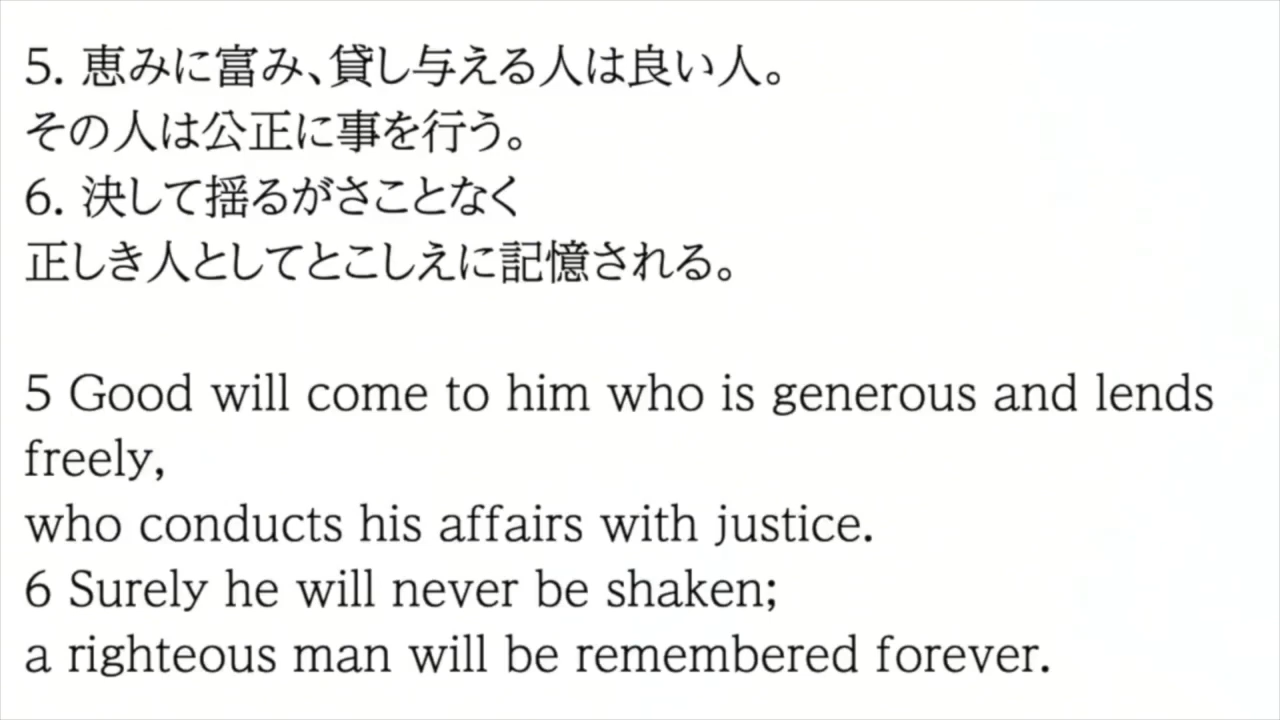 5. 恵みに富み、貸し与える人は良い人。
その人は公正に事を行う。
6. 決して揺るがさことなく
正しき人としてとこしえに記憶される。
5 Good will come to him who is generous and lends
freely,
who conducts his affairs with justice.
6 Surely he will never be shaken;
a righteous man will be remembered forever.